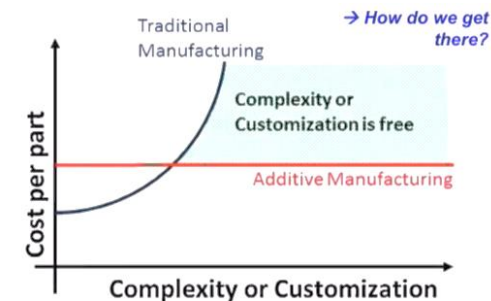 Traditional
Manufacturing
→ How do we get
there?
Complexity or
Customization is free
Additive Manufacturing
Cost per part
Complexity or Customization